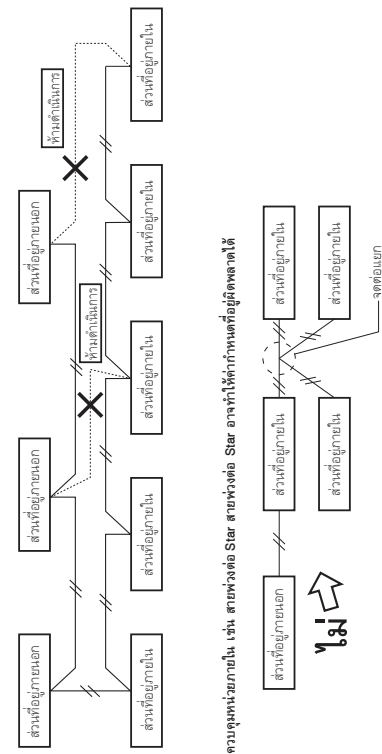 ส่วนที่อยู่ภายนอก
ส่วนที่อยู่ภายนอก
ส่วนที่อยู่ภายนอก
ห้ามดำเนินการ
ห้ามดำเนินการ
ส่วนที่อยู่ภายใน
ส่วนที่อยู่ภายใน
ส่วนที่อยู่ภายใน
ส่วนที่อยู่ภายใน
ส่วนที่อยู่ภายใน
ควบคุมหน่วยภายใน เช่น สายพ่วงต่อ Star สายพ่วงต่อ Star อาจทำให้ค่ากำหนดที่อยู่ผิดพลาดได้
ส่วนที่อยู่ภายนอก
ส่วนที่อยู่ภายใน
ส่วนที่อยู่ภายใน
ไม่
ส่วนที่อยู่ภายใน
ส่วนที่อยู่ภายใน
จุดต่อแยก